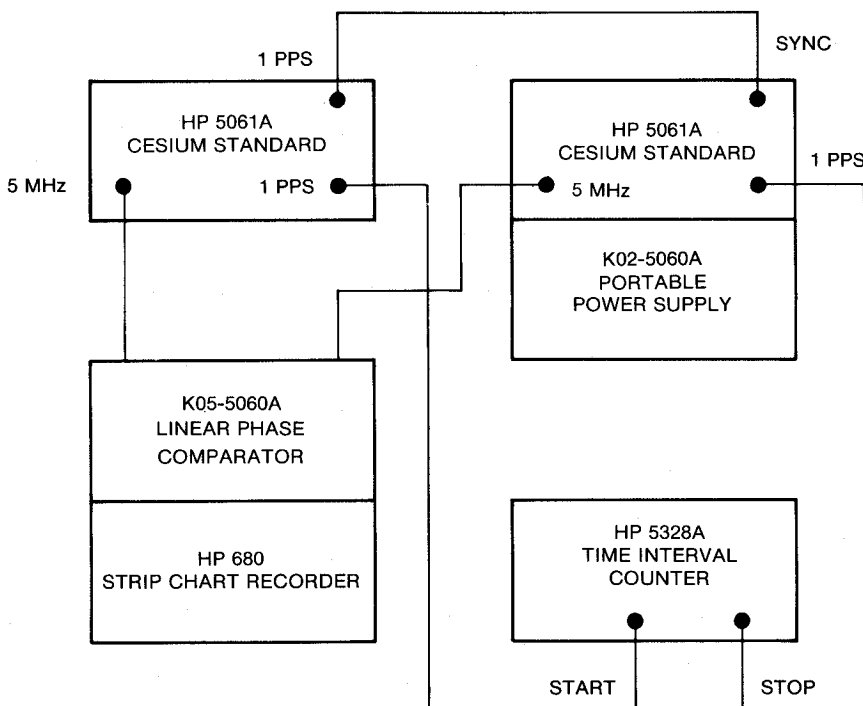 1 PPS
SYNC
HP 5061A
CESIUM STANDARD
5 MHz
1 PPS
HP 5061A
CESIUM STANDARD
1 PPS
5 MHz
K02-5060A
PORTABLE
POWER SUPPLY
K05-5060A
LINEAR PHASE
COMPARATOR
HP 680
STRIP CHART RECORDER
HP 5328A
TIME INTERVAL
COUNTER
START
STOP